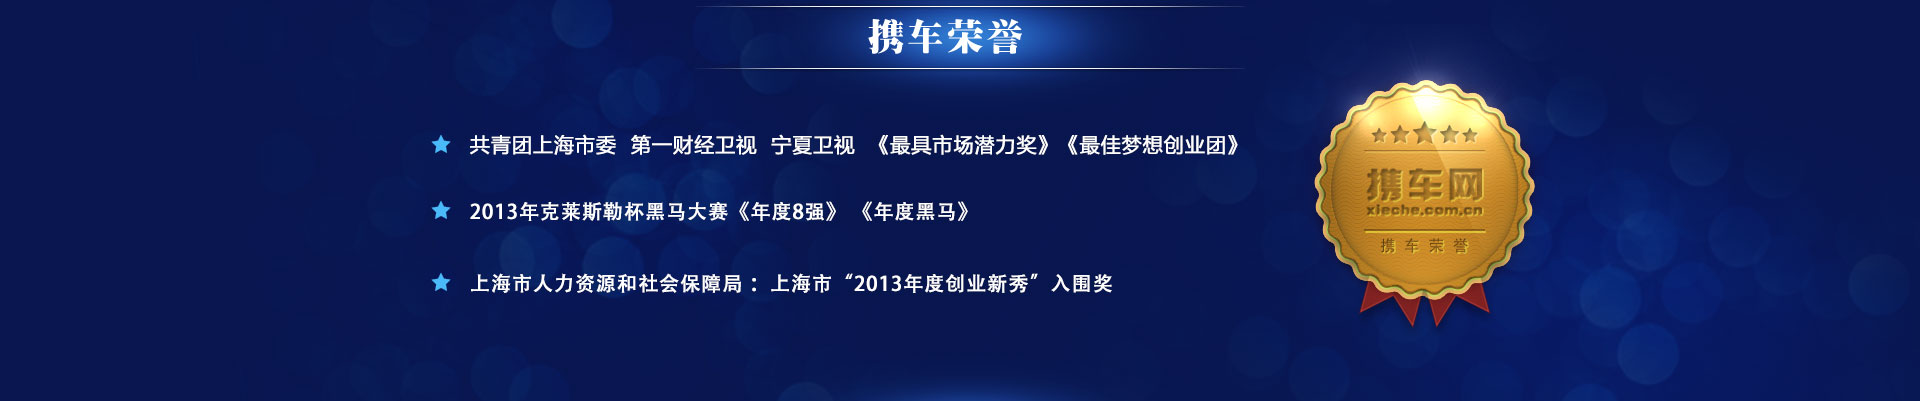 携车荣誉
共青团上海市委 第一财经卫视 宁夏卫视 《最具市场潜力奖》《最佳梦想创业团》
2013年克莱斯勒杯黑马大赛《年度8强》 《年度黑马》
上海市人力资源和社会保障局 ：上海市“2013年度创业新秀”入围奖
携车网
xieche.com.cn
携车荣誉